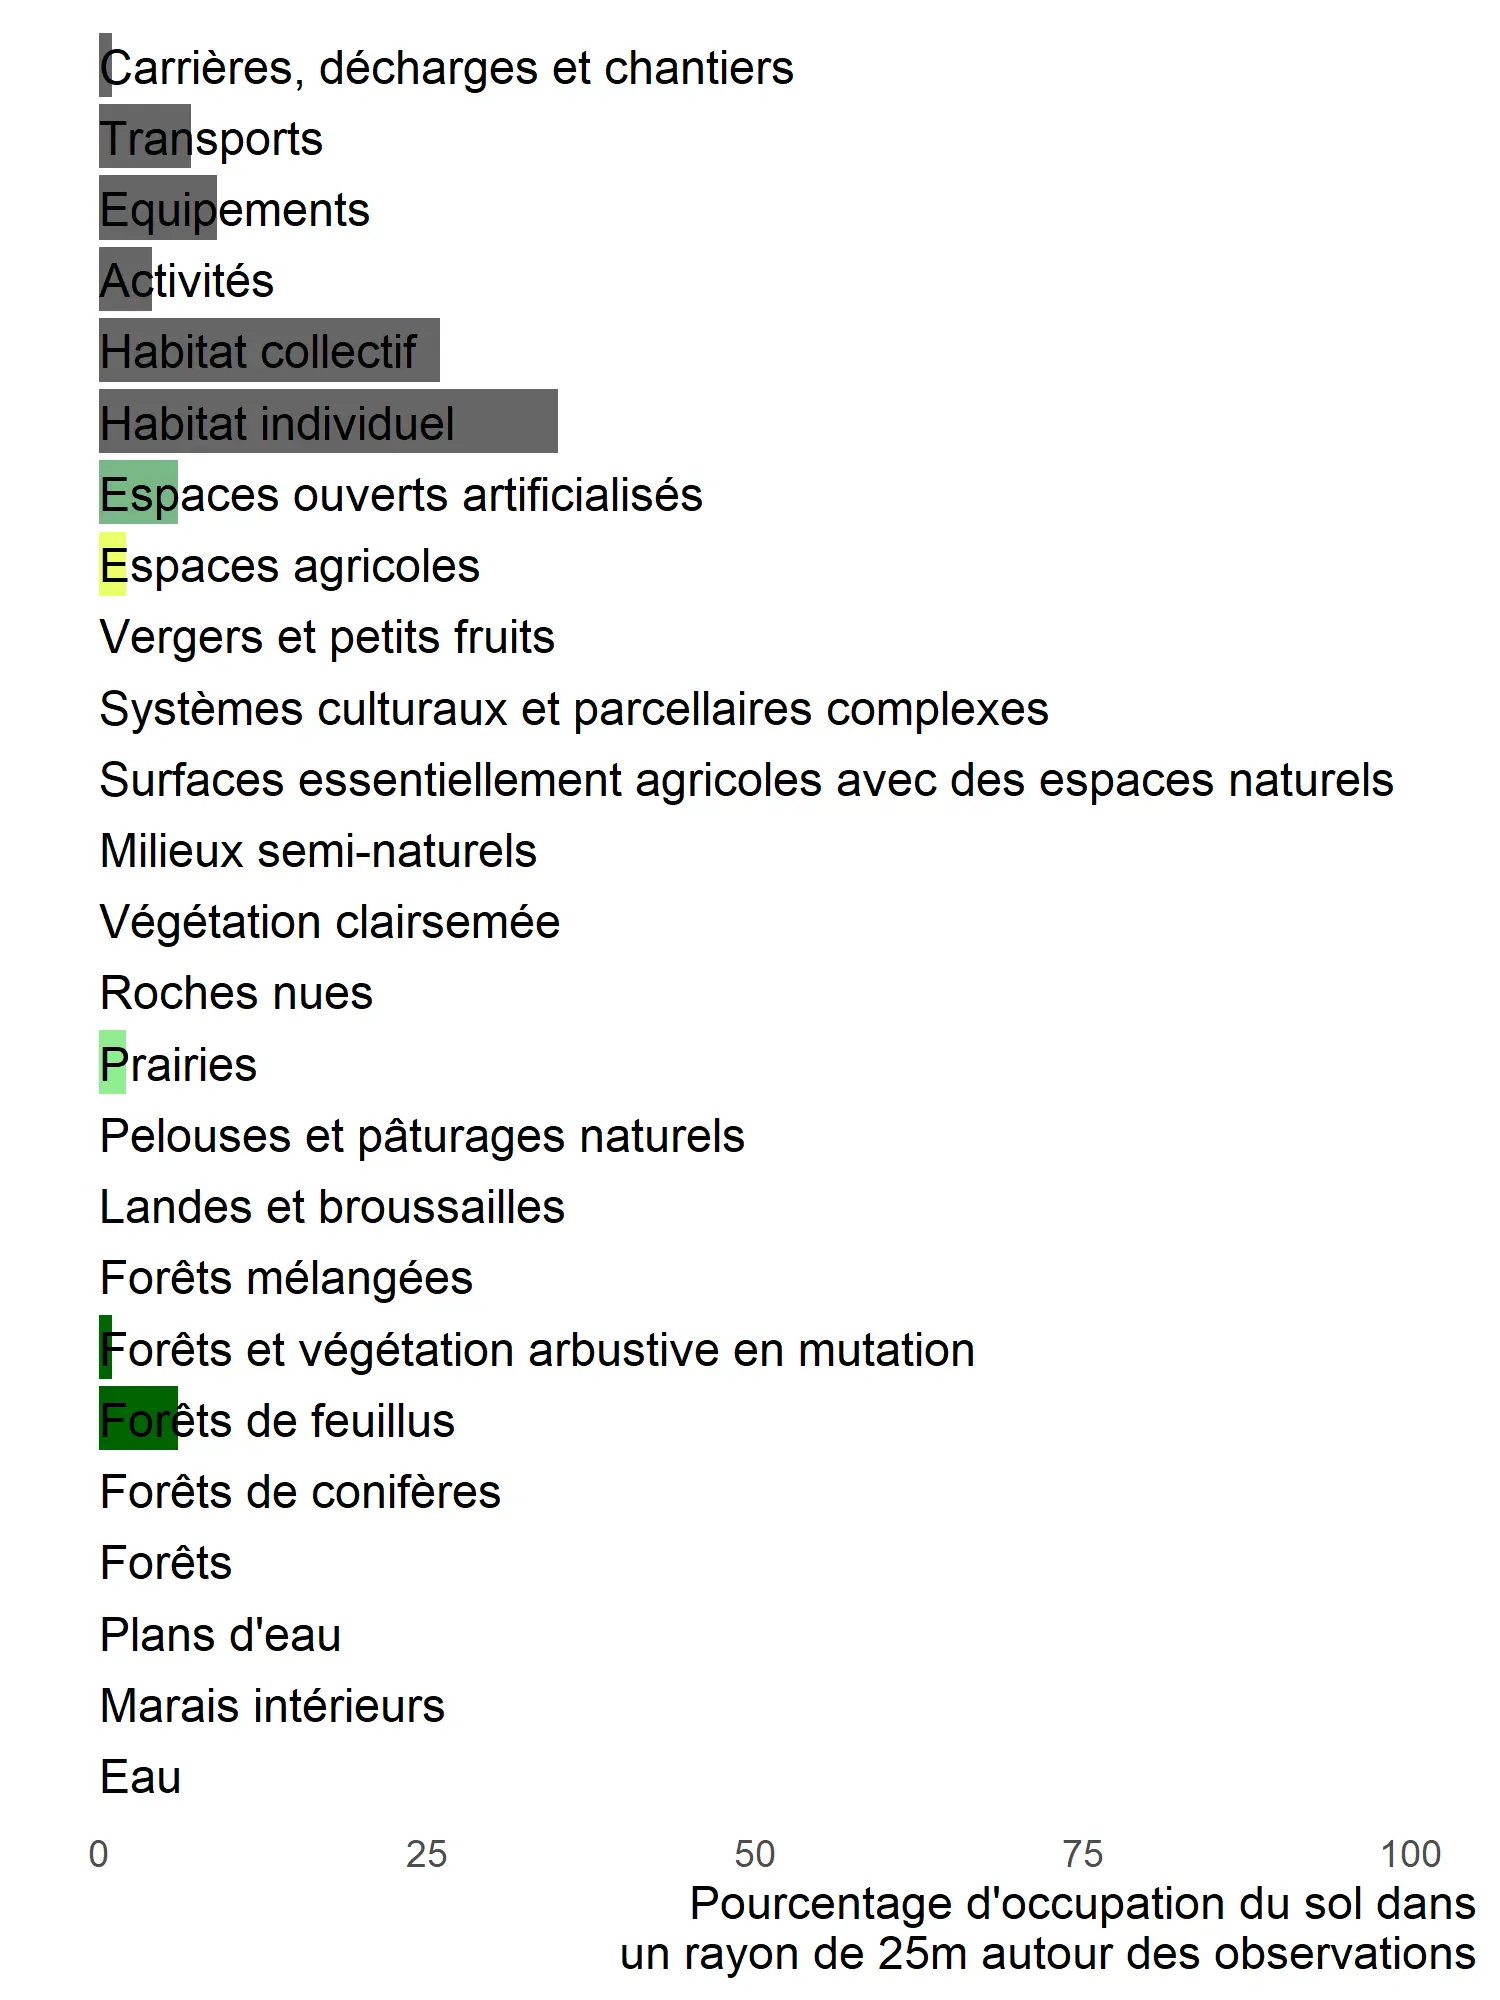 Carrières, décharges et chantiers
Transports
Equipements
Activités
Habitat collectif
Habitat individuel
Espaces ouverts artificialisés
Espaces agricoles
Vergers et petits fruits
Systèmes culturaux et parcellaires complexes
Surfaces essentiellement agricoles avec des espaces naturels
Milieux semi-naturels
Végétation clairsemée
Roches nues
Prairies
Pelouses et pâturages naturels
Landes et broussailles
Forêts mélangées
Forêts et végétation arbustive en mutation
Forêts de feuillus
Forêts de conifères
Forêts
Plans d'eau
Marais intérieurs
Eau
0 25 50 75 100
Pourcentage d'occupation du sol dans
un rayon de 25m autour des observations